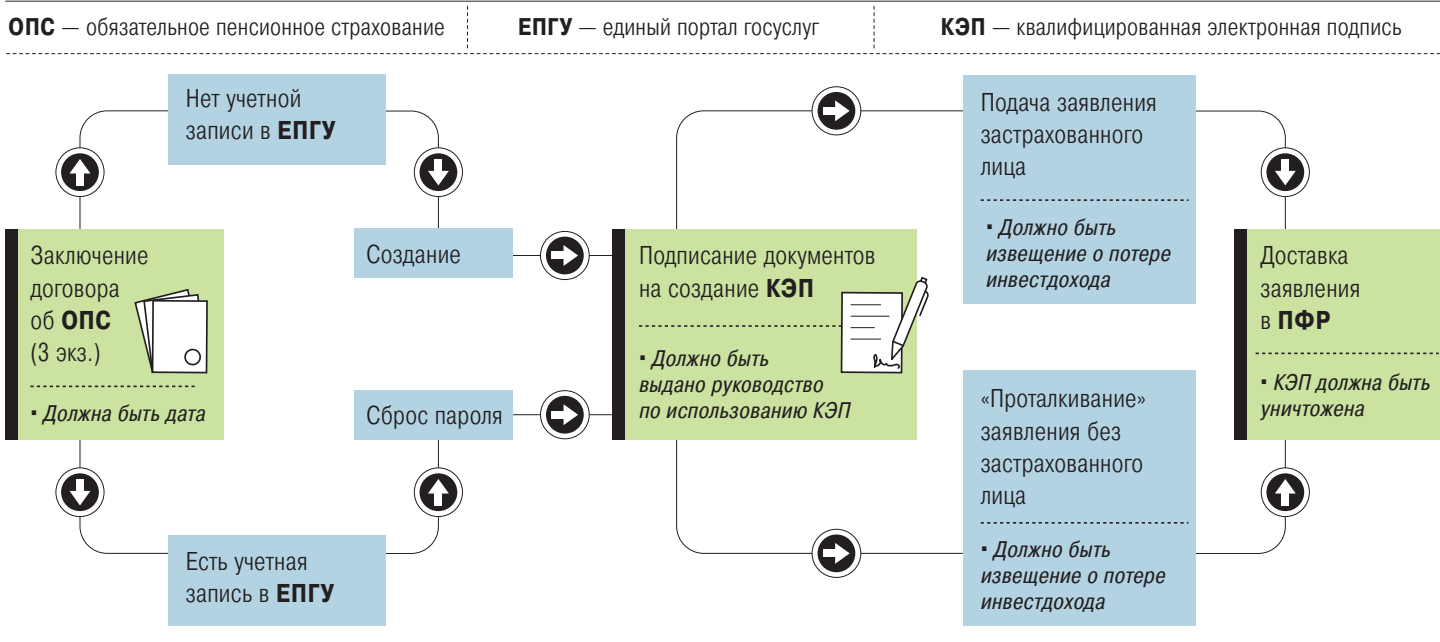 ОПС — обязательное пенсионное страхование
ЕПГУ — единый портал госуслуг
КЭП — квалифицированная электронная подпись
Нет учетной
записи в ЕПГУ
Подача заявления
застрахованного
лица
▪ Должно быть
извещение о потере
инвестдохода
Заключение
договора
об ОПС
(3 экз.)
▪ Должна быть дата
Создание
Сброс пароля
Подписание документов
на создание КЭП
▪ Должно быть
выдано руководство
по использованию КЭП
Доставка
заявления
в ПФР
▪ КЭП должна быть
уничтожена
«Проталкивание»
заявления без
застрахованного
лица
▪ Должно быть
извещение о потере
инвестдохода
Есть учетная
запись в ЕПГУ